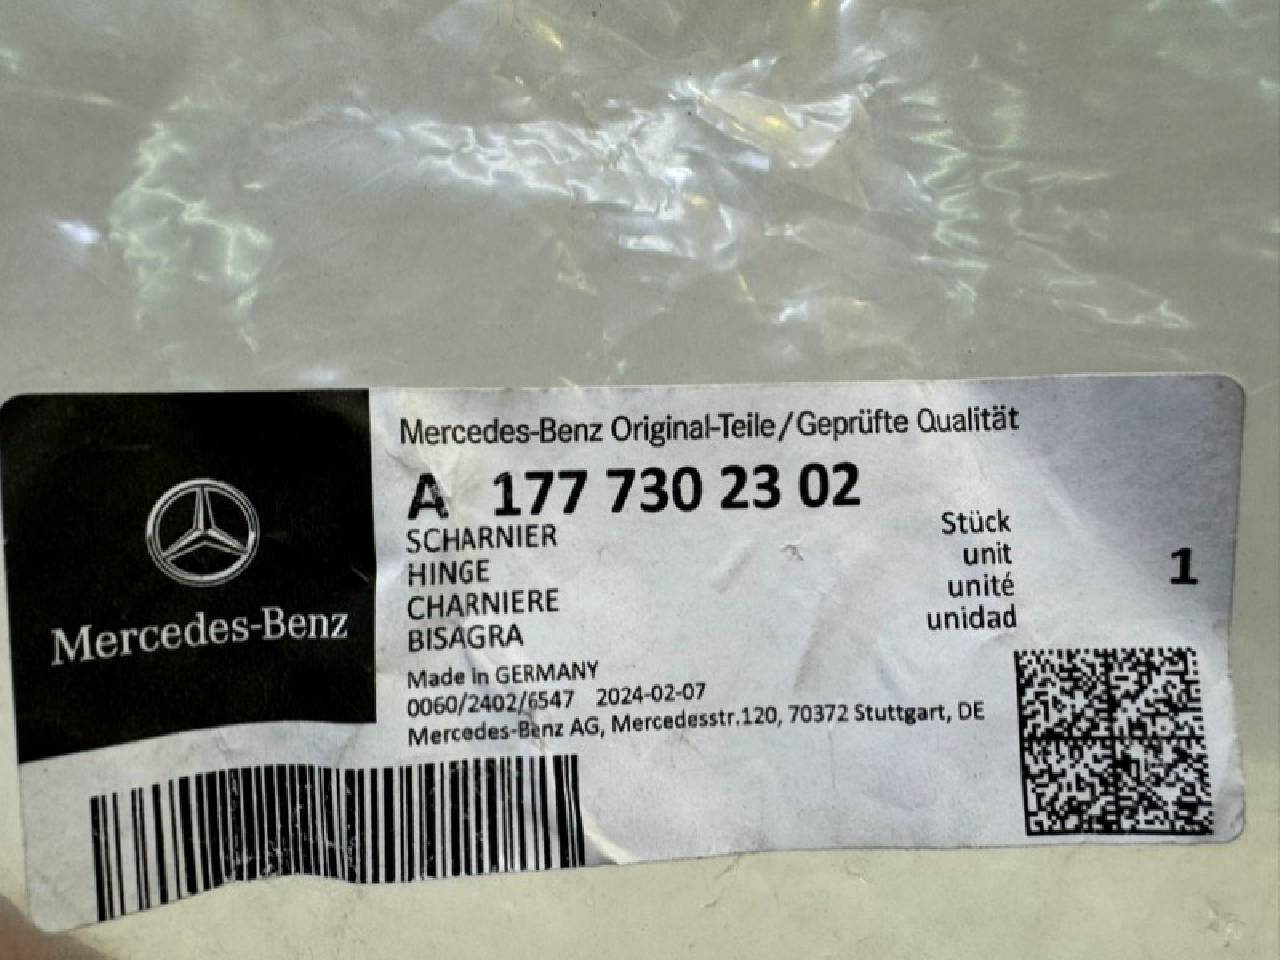 Mercedes-Benz Original-Teile/Geprüfte Qualität
A 177 730 23 02
SCHARNIER
HINGE
CHARNIERE
BISAGRA
Stück
unit
unité
unidad
1
Made in GERMANY
0060/2402/6547 2024-02-07
Mercedes-Benz AG, Mercedesstr.120, 70372 Stuttgart, DE
Mercedes-Benz